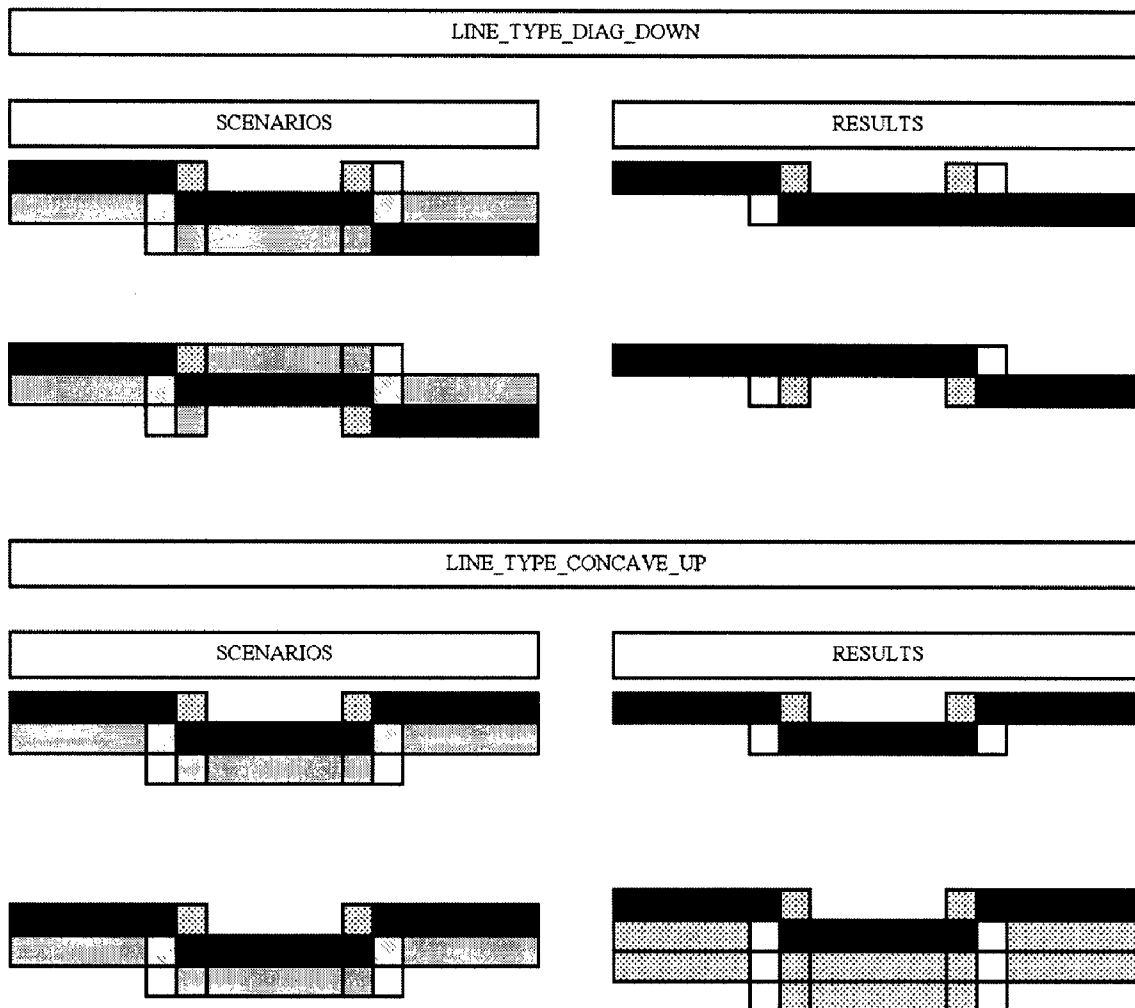 LINE_TYPE_DIAG_DOWN
SCENARIOS
RESULTS
LINE_TYPE_CONCAVE_UP
SCENARIOS
RESULTS